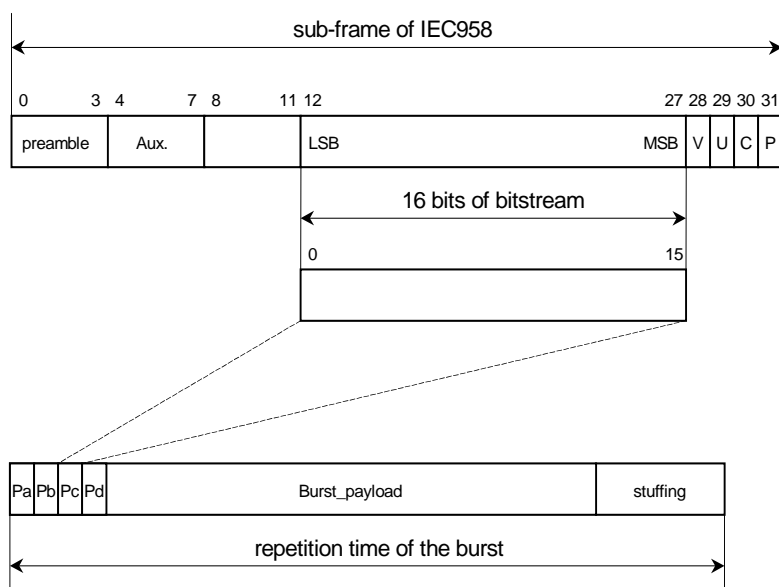 sub-frame of IEC958
0 3 4 7 8 11 12 27 28 29 30 31
preamble Aux. LSB MSB V U C P
16 bits of bitstream
0 15
Pa Pb Pc Pd Burst_payload stuffing
repetition time of the burst